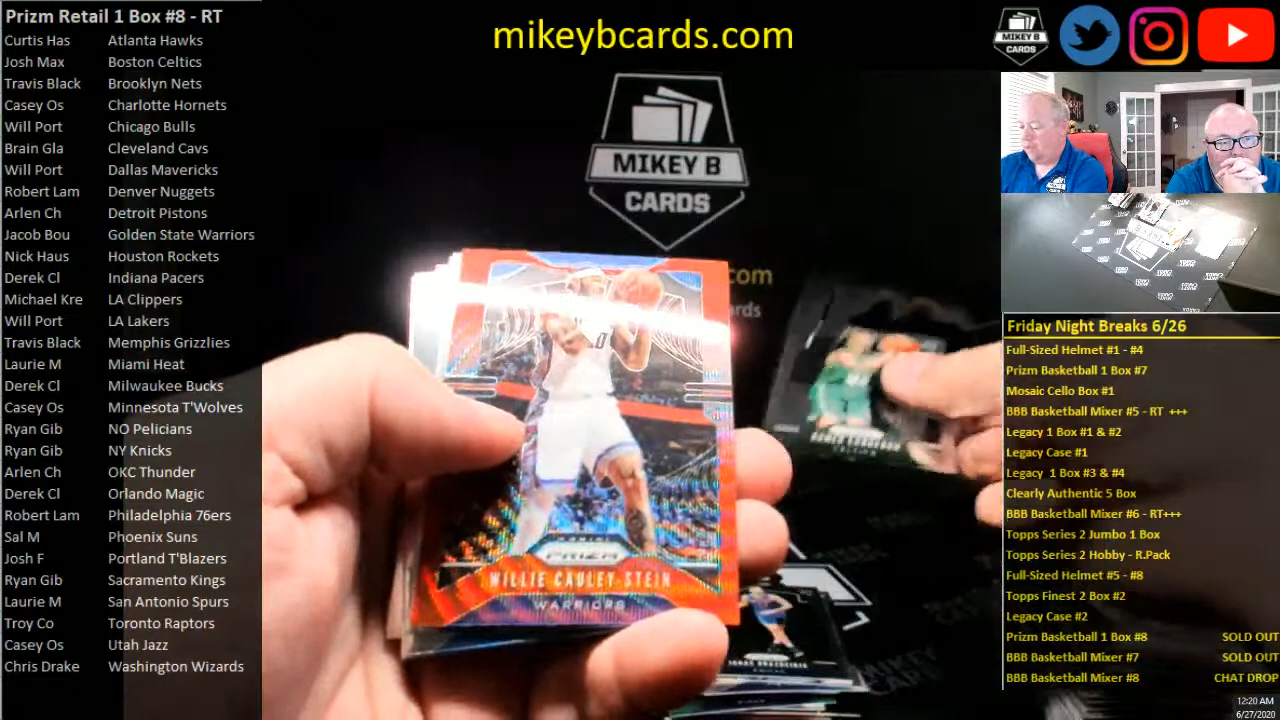 Prizm Retail 1 Box #8 - RT
Curtis Has Atlanta Hawks
Josh Max Boston Celtics
Travis Black Brooklyn Nets
Casey Os Charlotte Hornets
Will Port Chicago Bulls
Brain Gla Cleveland Cavs
Will Port Dallas Mavericks
Robert Lam Denver Nuggets
Arlen Ch Detroit Pistons
Jacob Bou Golden State Warriors
Nick Haus Houston Rockets
Derek Cl Indiana Pacers
Michael Kre LA Clippers
Will Port LA Lakers
Travis Black Memphis Grizzlies
Laurie M Miami Heat
Derek Cl Milwaukee Bucks
Casey Os Minnesota T'Wolves
Ryan Gib NO Pelicians
Ryan Gib NY Knicks
Arlen Ch OKC Thunder
Derek Cl Orlando Magic
Robert Lam Philadelphia 76ers
Sal M Phoenix Suns
Josh F Portland T'Blazers
Ryan Gib Sacramento Kings
Laurie M San Antonio Spurs
Troy Co Toronto Raptors
Casey Os Utah Jazz
Chris Drake Washington Wizards
mikeybcards.com
MIKEY B
CARDS
.com
rds
PANINI
PRIZM
WILLIE CAULEY-STEIN
WARRIORS
MIKEY B
CARDS
Friday Night Breaks 6/26
Full-Sized Helmet #1 - #4
Prizm Basketball 1 Box #7
Mosaic Cello Box #1
BBB Basketball Mixer #5 - RT +++
Legacy 1 Box #1 & #2
Legacy Case #1
Legacy 1 Box #3 & #4
Clearly Authentic 5 Box
BBB Basketball Mixer #6 - RT+++
Topps Series 2 Jumbo 1 Box
Topps Series 2 Hobby - R.Pack
Full-Sized Helmet #5 - #8
Topps Finest 2 Box #2
Legacy Case #2
Prizm Basketball 1 Box #8 SOLD OUT
BBB Basketball Mixer #7 SOLD OUT
BBB Basketball Mixer #8 CHAT DROP
12:20 AM
6/27/2020